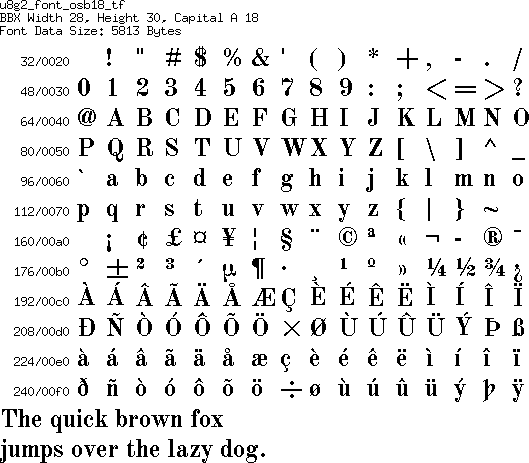 u8g2_font_osb18_tf
BBX Width 28, Height 30, Capital A 18
Font Data Size: 5813 Bytes
32/0020 ! " # $ % & ' ( ) * + , - . /
48/0030 0 1 2 3 4 5 6 7 8 9 : ; < = > ?
64/0040 @ A B C D E F G H I J K L M N O
80/0050 P Q R S T U V W X Y Z [ \ ] ^ _
96/0060 ` a b c d e f g h i j k l m n o
112/0070 p q r s t u v w x y z { | } ~
160/00a0 ¡ ¢ £ ¤ ¥ ¦ § ¨ © ª « ¬ - ® ¯
176/00b0 ° ± ² ³ ´ µ ¶ · ¸ ¹ º » ¼ ½ ¾ ¿
192/00c0 À Á Â Ã Ä Å Æ Ç È É Ê Ë Ì Í Î Ï
208/00d0 Ð Ñ Ò Ó Ô Õ Ö × Ø Ù Ú Û Ü Ý Þ ß
224/00e0 à á â ã ä å æ ç è é ê ë ì í î ï
240/00f0 ð ñ ò ó ô õ ö ÷ ø ù ú û ü ý þ ÿ
The quick brown fox
jumps over the lazy dog.